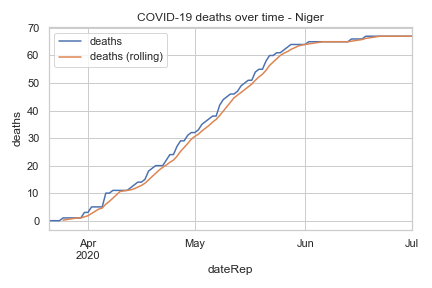 COVID-19 deaths over time - Niger
deaths
deaths (rolling)
70
60
50
40
30
20
10
0
deaths
Apr
2020
May
Jun
Jul
dateRep